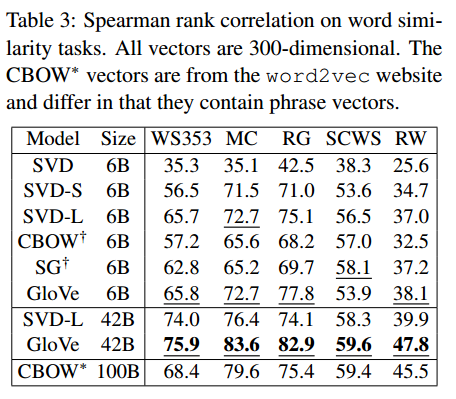 Table 3: Spearman rank correlation on word simi-
larity tasks. All vectors are 300-dimensional. The
CBOW* vectors are from the word2vec website
and differ in that they contain phrase vectors.
Model Size WS353 MC RG SCWS RW
SVD 6B 35.3 35.1 42.5 38.3 25.6
SVD-S 6B 56.5 71.5 71.0 53.6 34.7
SVD-L 6B 65.7 72.7 75.1 56.5 37.0
CBOW† 6B 57.2 65.6 68.2 57.0 32.5
SG† 6B 62.8 65.2 69.7 58.1 37.2
GloVe 6B 65.8 72.7 77.8 53.9 38.1
SVD-L 42B 74.0 76.4 74.1 58.3 39.9
GloVe 42B 75.9 83.6 82.9 59.6 47.8
CBOW* 100B 68.4 79.6 75.4 59.4 45.5